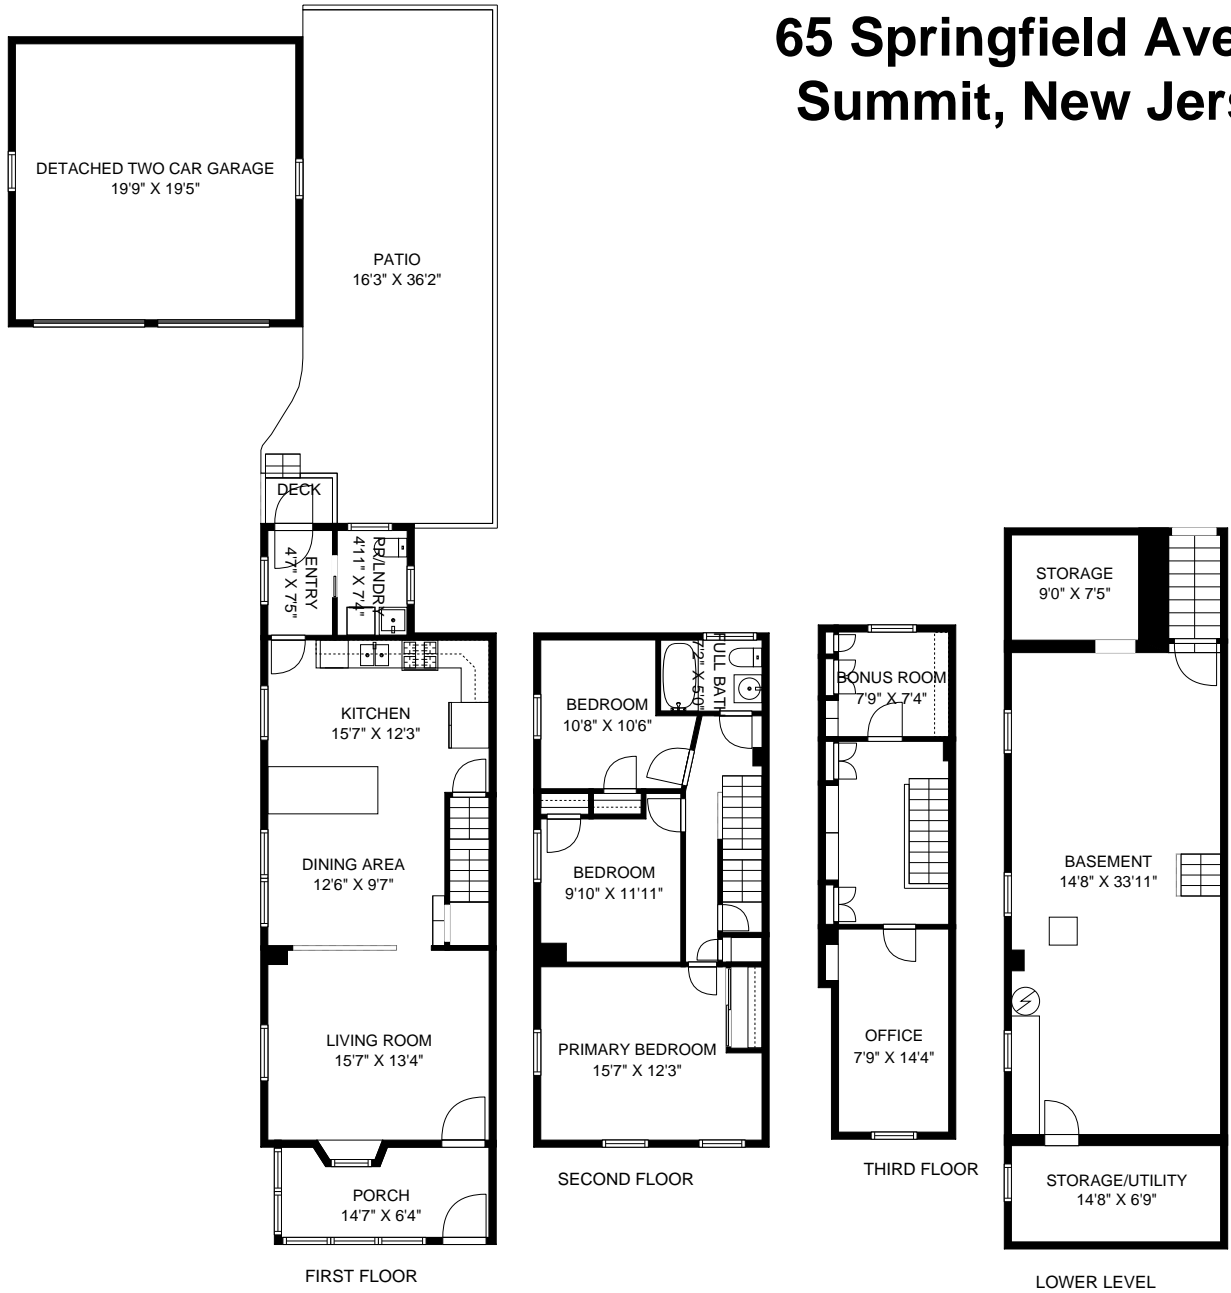 65 Springfield Ave
Summit, New Jers
DETACHED TWO CAR GARAGE
19'9" X 19'5"
PATIO
16'3" X 36'2"
DECK
ENTRY
4'7" X 7'5"
PR/LNDRY
4'11" X 7'4"
KITCHEN
15'7" X 12'3"
DINING AREA
12'6" X 9'7"
LIVING ROOM
15'7" X 13'4"
PORCH
14'7" X 6'4"
FIRST FLOOR
FULL BATH
7'2" X 5'0"
BEDROOM
10'8" X 10'6"
BEDROOM
9'10" X 11'11"
PRIMARY BEDROOM
15'7" X 12'3"
SECOND FLOOR
BONUS ROOM
7'9" X 7'4"
OFFICE
7'9" X 14'4"
THIRD FLOOR
STORAGE
9'0" X 7'5"
BASEMENT
14'8" X 33'11"
STORAGE/UTILITY
14'8" X 6'9"
LOWER LEVEL